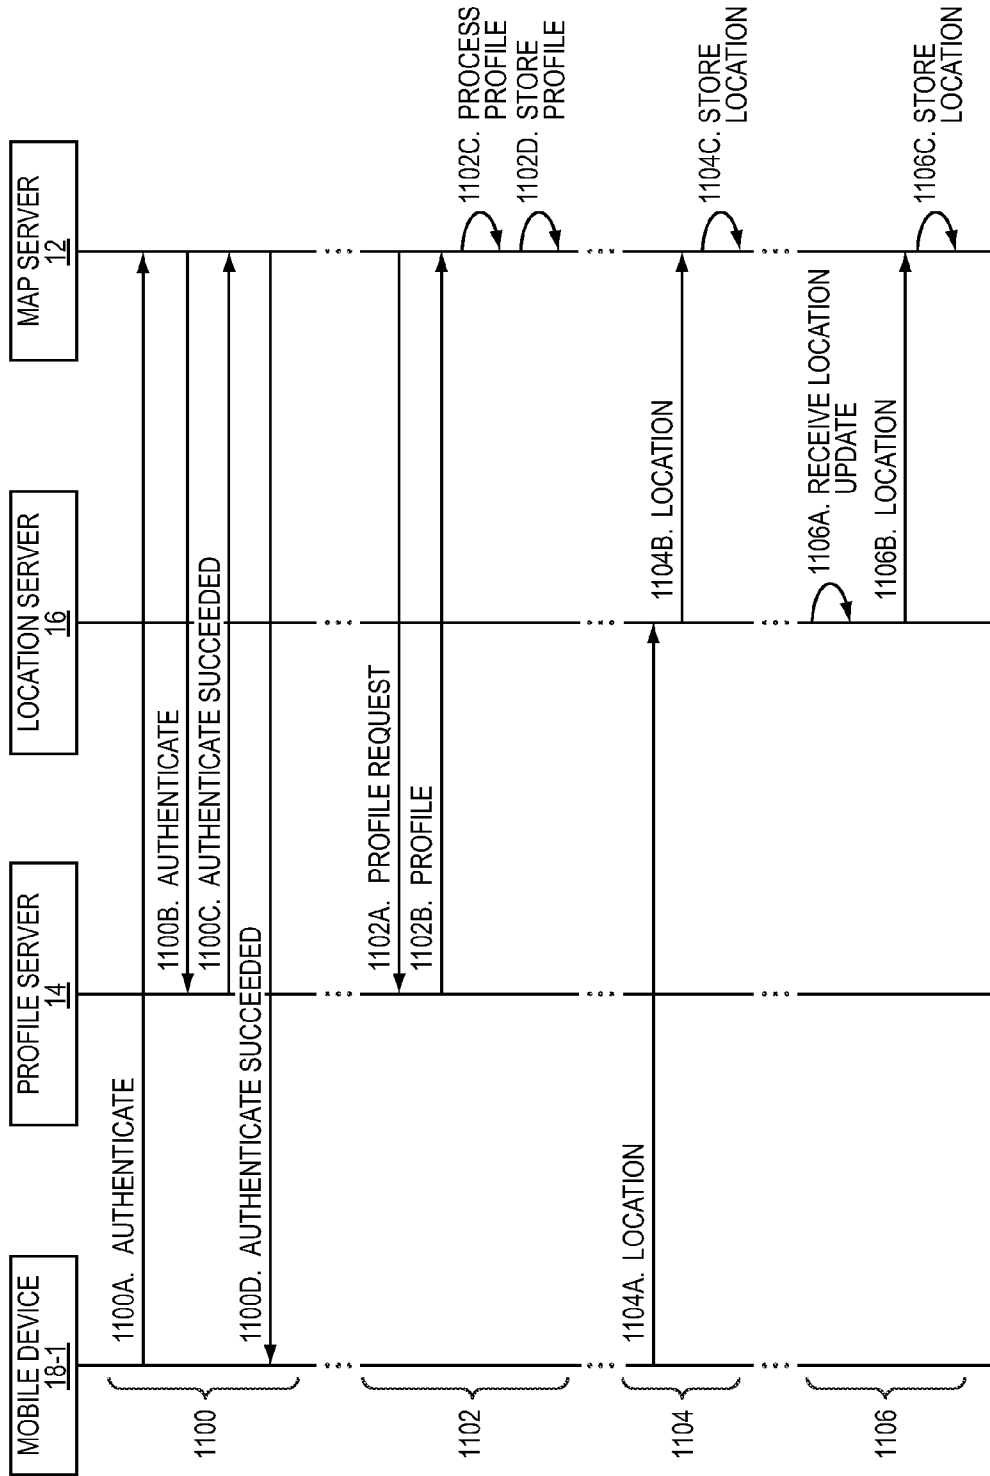 MOBILE DEVICE
18-1
PROFILE SERVER
14
LOCATION SERVER
16
MAP SERVER
12
1100
1100A. AUTHENTICATE
1100B. AUTHENTICATE
1100C. AUTHENTICATE SUCCEEDED
1100D. AUTHENTICATE SUCCEEDED
1102
1102A. PROFILE REQUEST
1102B. PROFILE
1102C. PROCESS
PROFILE
1102D. STORE
PROFILE
1104
1104A. LOCATION
1104B. LOCATION
1104C. STORE
LOCATION
1106
1106A. RECEIVE LOCATION
UPDATE
1106B. LOCATION
1106C. STORE
LOCATION